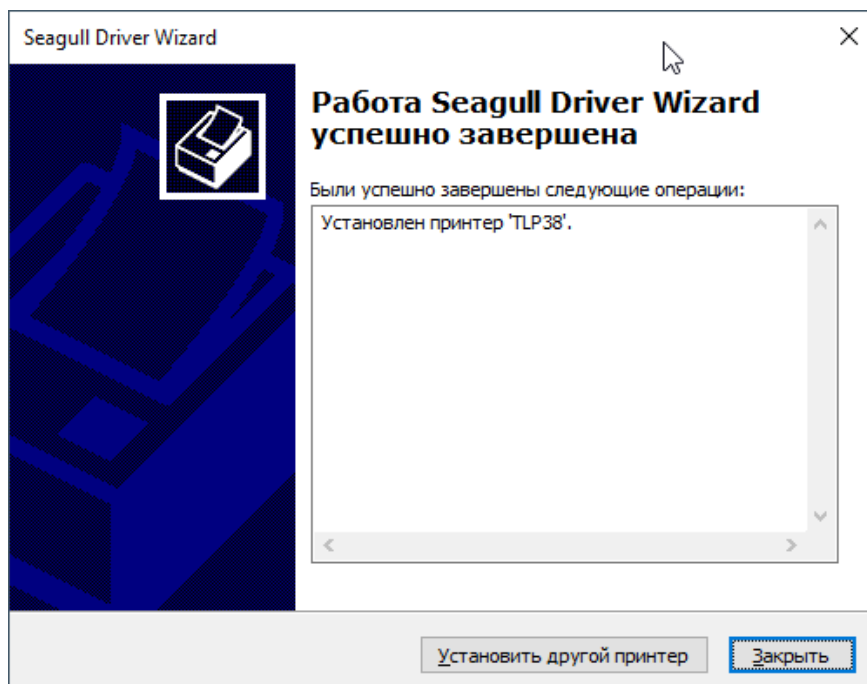 Seagull Driver Wizard
Работа Seagull Driver Wizard
успешно завершена
Были успешно завершены следующие операции:
Установлен принтер 'TLP38'.
Установить другой принтер
Закрыть